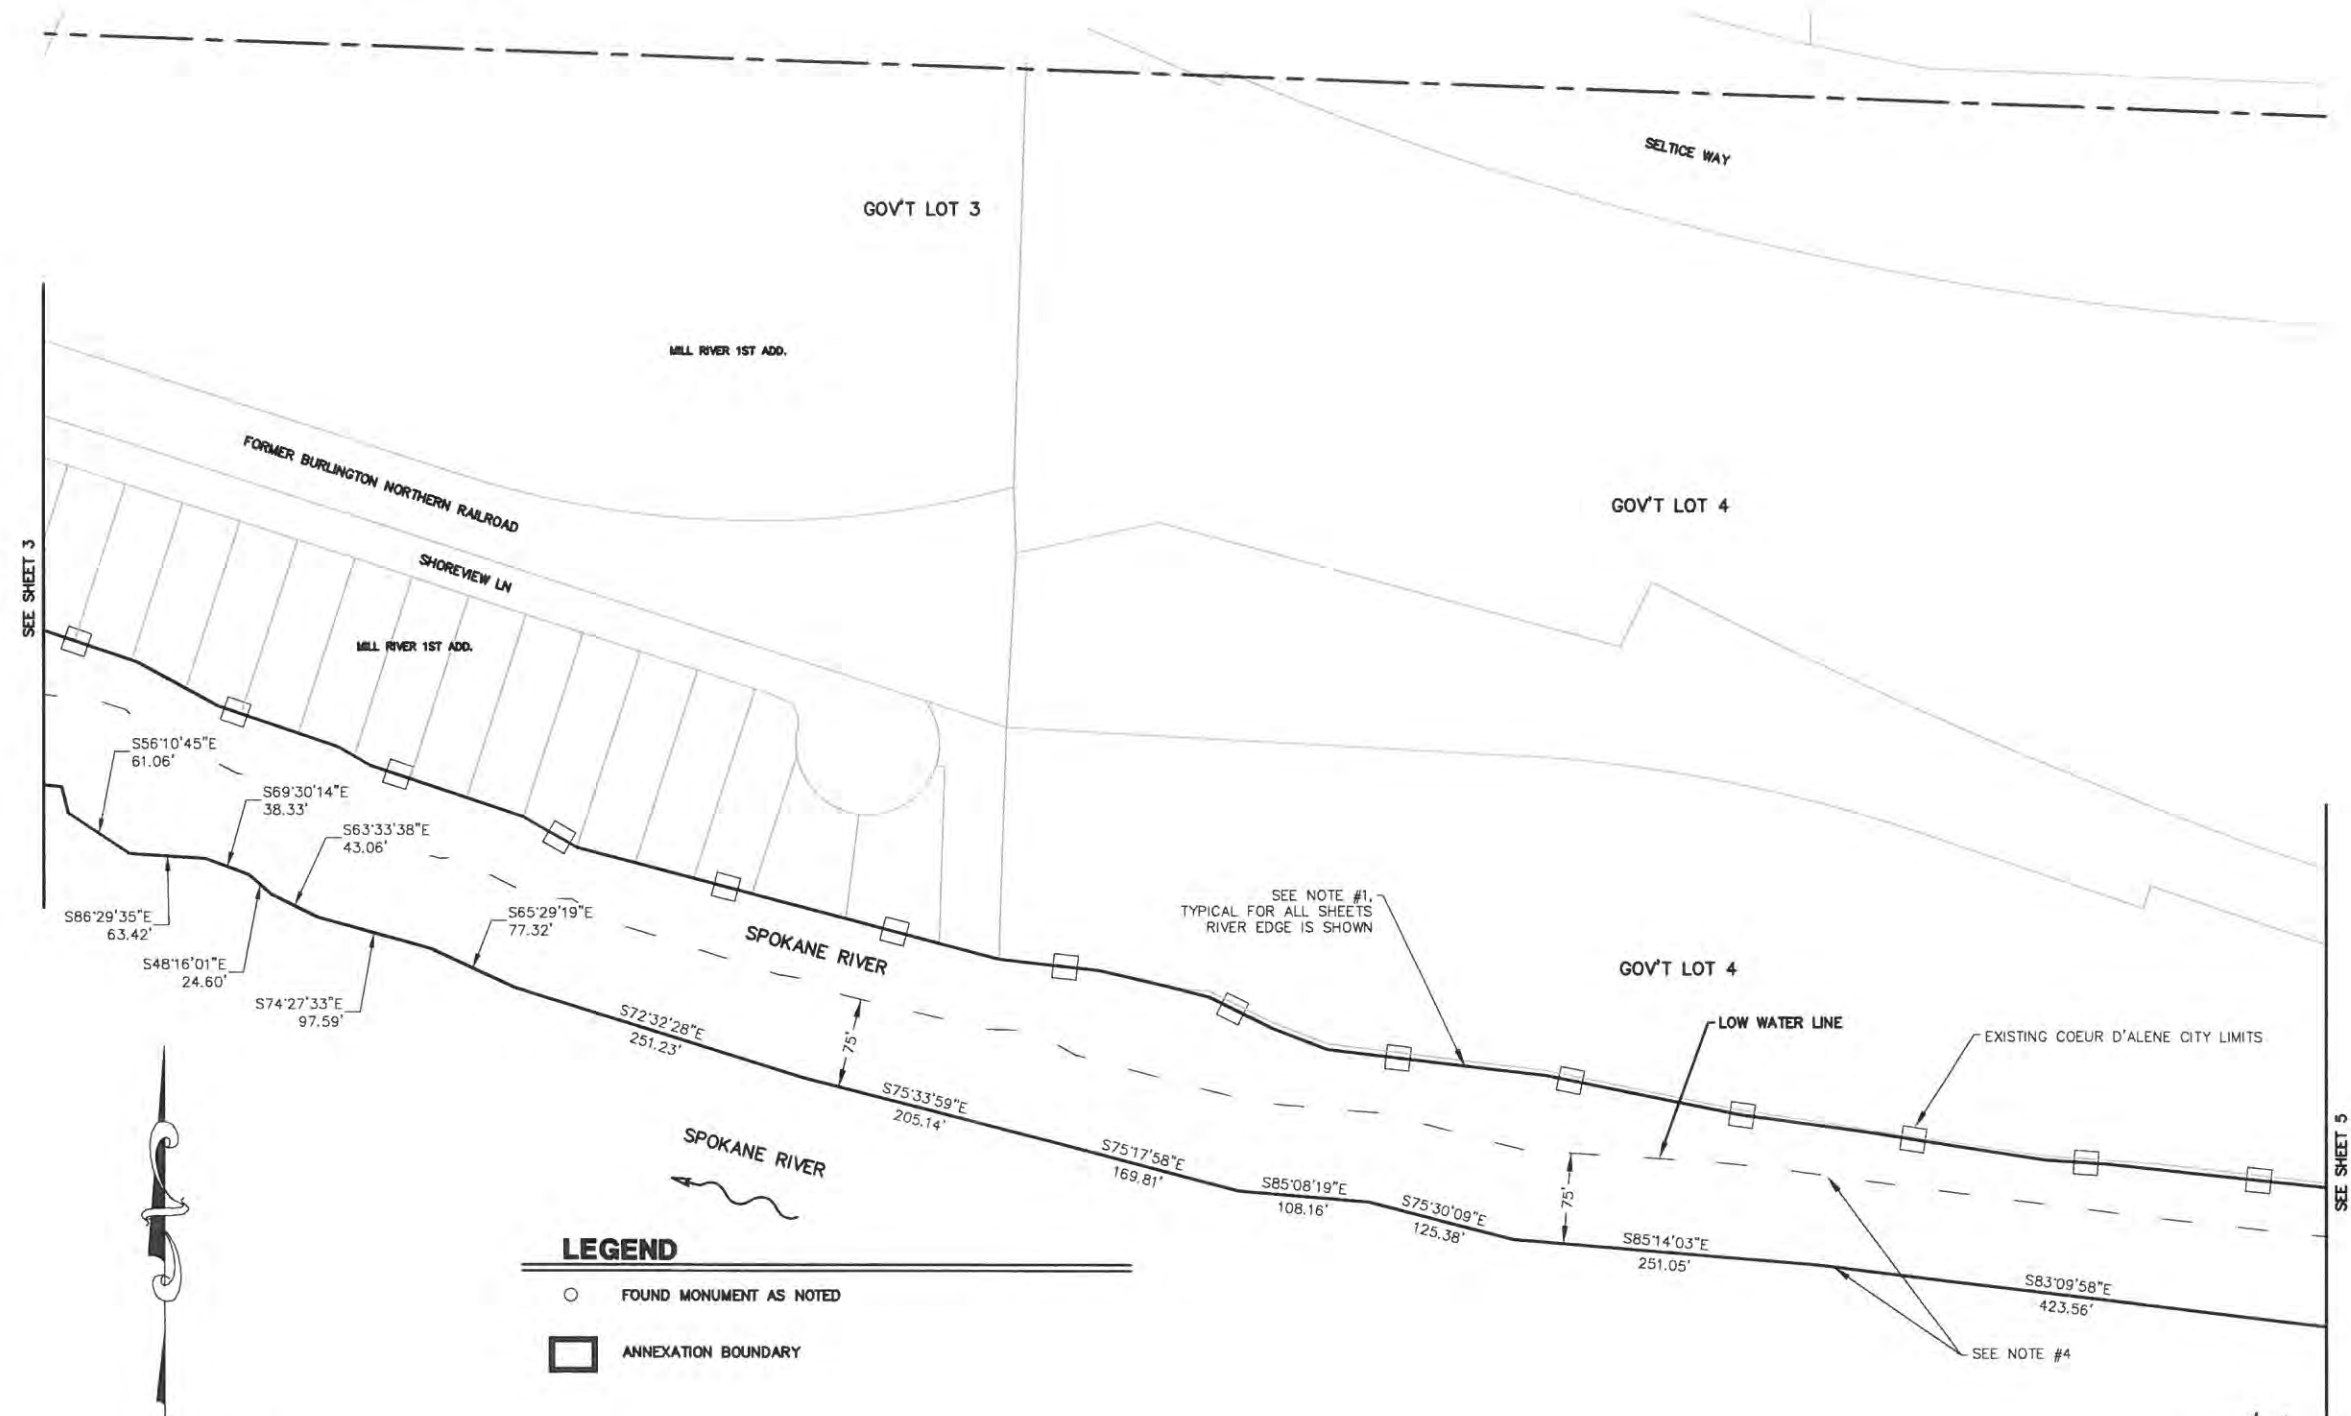 SELTICE WAY
GOV'T LOT 3
MILL RIVER 1ST ADD.
FORMER BURLINGTON NORTHERN RAILROAD
GOV'T LOT 4
SHOREVIEW LN
SEE SHEET 3
MILL RIVER 1ST ADD.
S56°10'45"E
61.06'
S69°30'14"E
38.33'
S63°33'38"E
43.06'
S86°29'35"E
63.42'
S65°29'19"E
77.32'
SPOKANE RIVER
SEE NOTE #1,
TYPICAL FOR ALL SHEETS
RIVER EDGE IS SHOWN
GOV'T LOT 4
S48°16'01"E
24.60'
S74°27'33"E
97.59'
S72°32'28"E
251.23'
75'
LOW WATER LINE
EXISTING COEUR D'ALENE CITY LIMITS
S75°33'59"E
205.14'
SPOKANE RIVER
S75°17'58"E
169.81'
S85°08'19"E
108.16'
S75°30'09"E
125.38'
75'
SEE SHEET 5
S85°14'03"E
251.05'
S83°09'58"E
423.56'
SEE NOTE #4
LEGEND
FOUND MONUMENT AS NOTED
ANNEXATION BOUNDARY